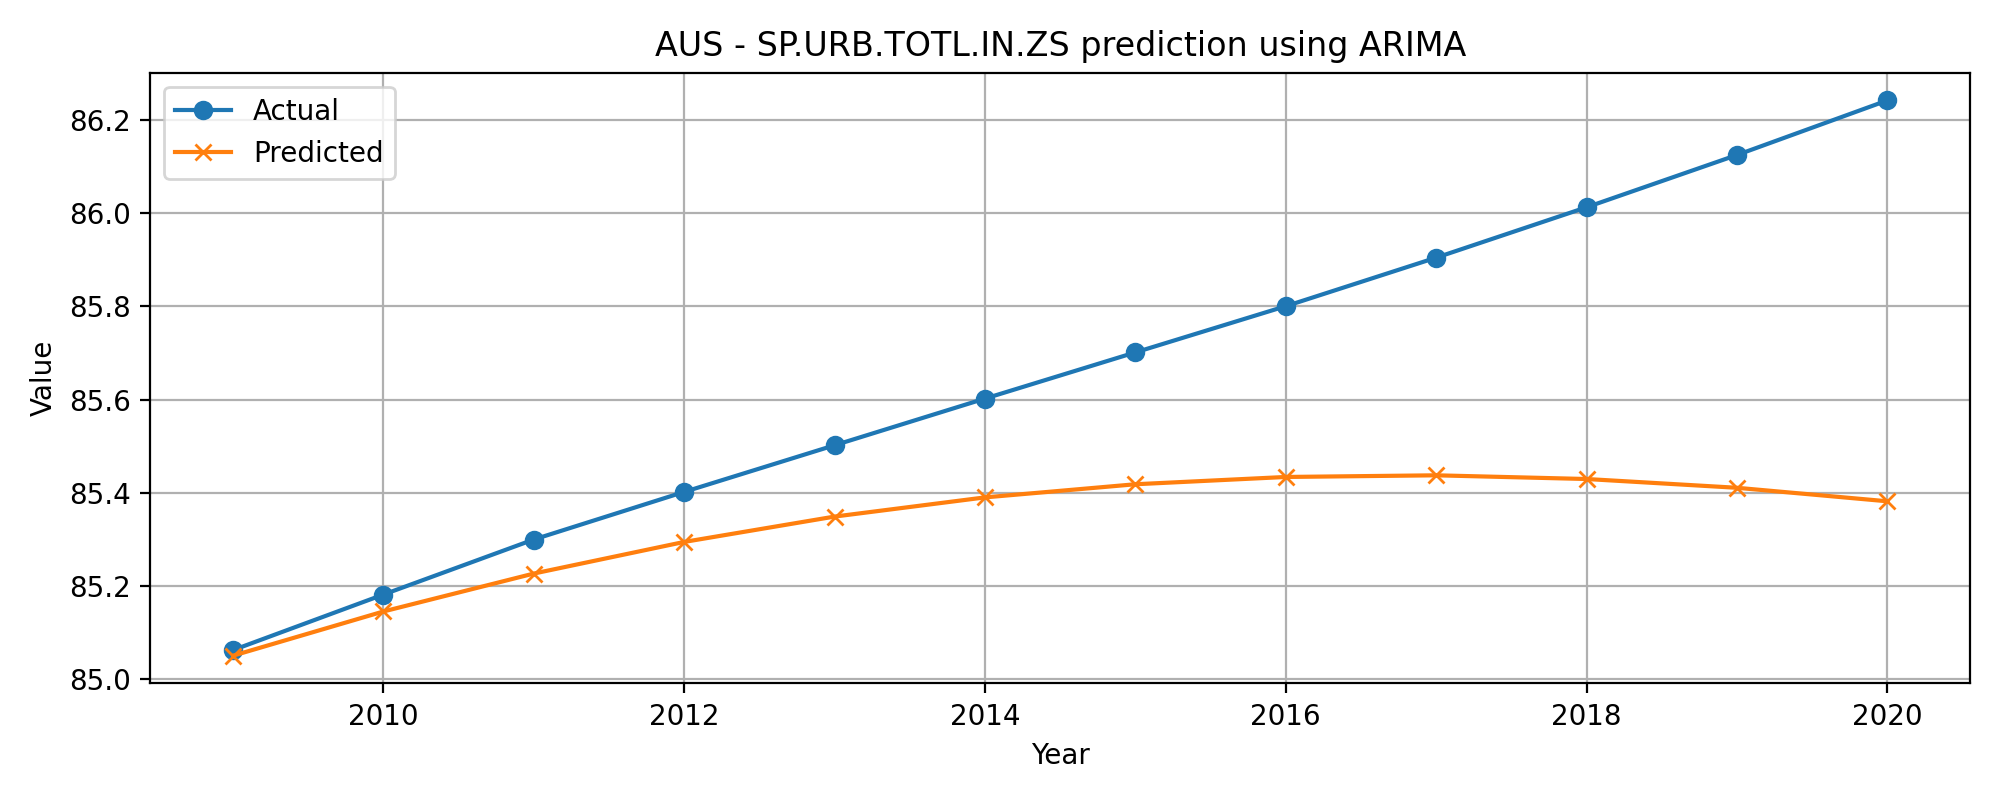 AUS - SP.URB.TOTL.IN.ZS prediction using ARIMA
Actual
Predicted
86.2
86.0
85.8
85.6
85.4
85.2
85.0
Value
2010 2012 2014 2016 2018 2020
Year